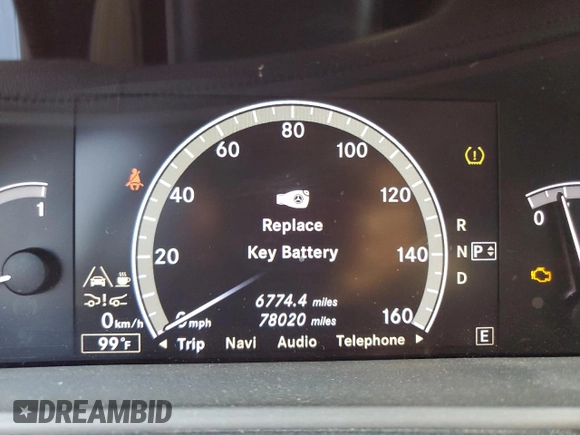 80
60 100
40 120
20 140
0 mph 160
1
0
Replace
Key Battery
6774.4 miles
78020 miles
R
N P
D
0 km/h
99°F
Trip Navi Audio Telephone
E
DREAMBID